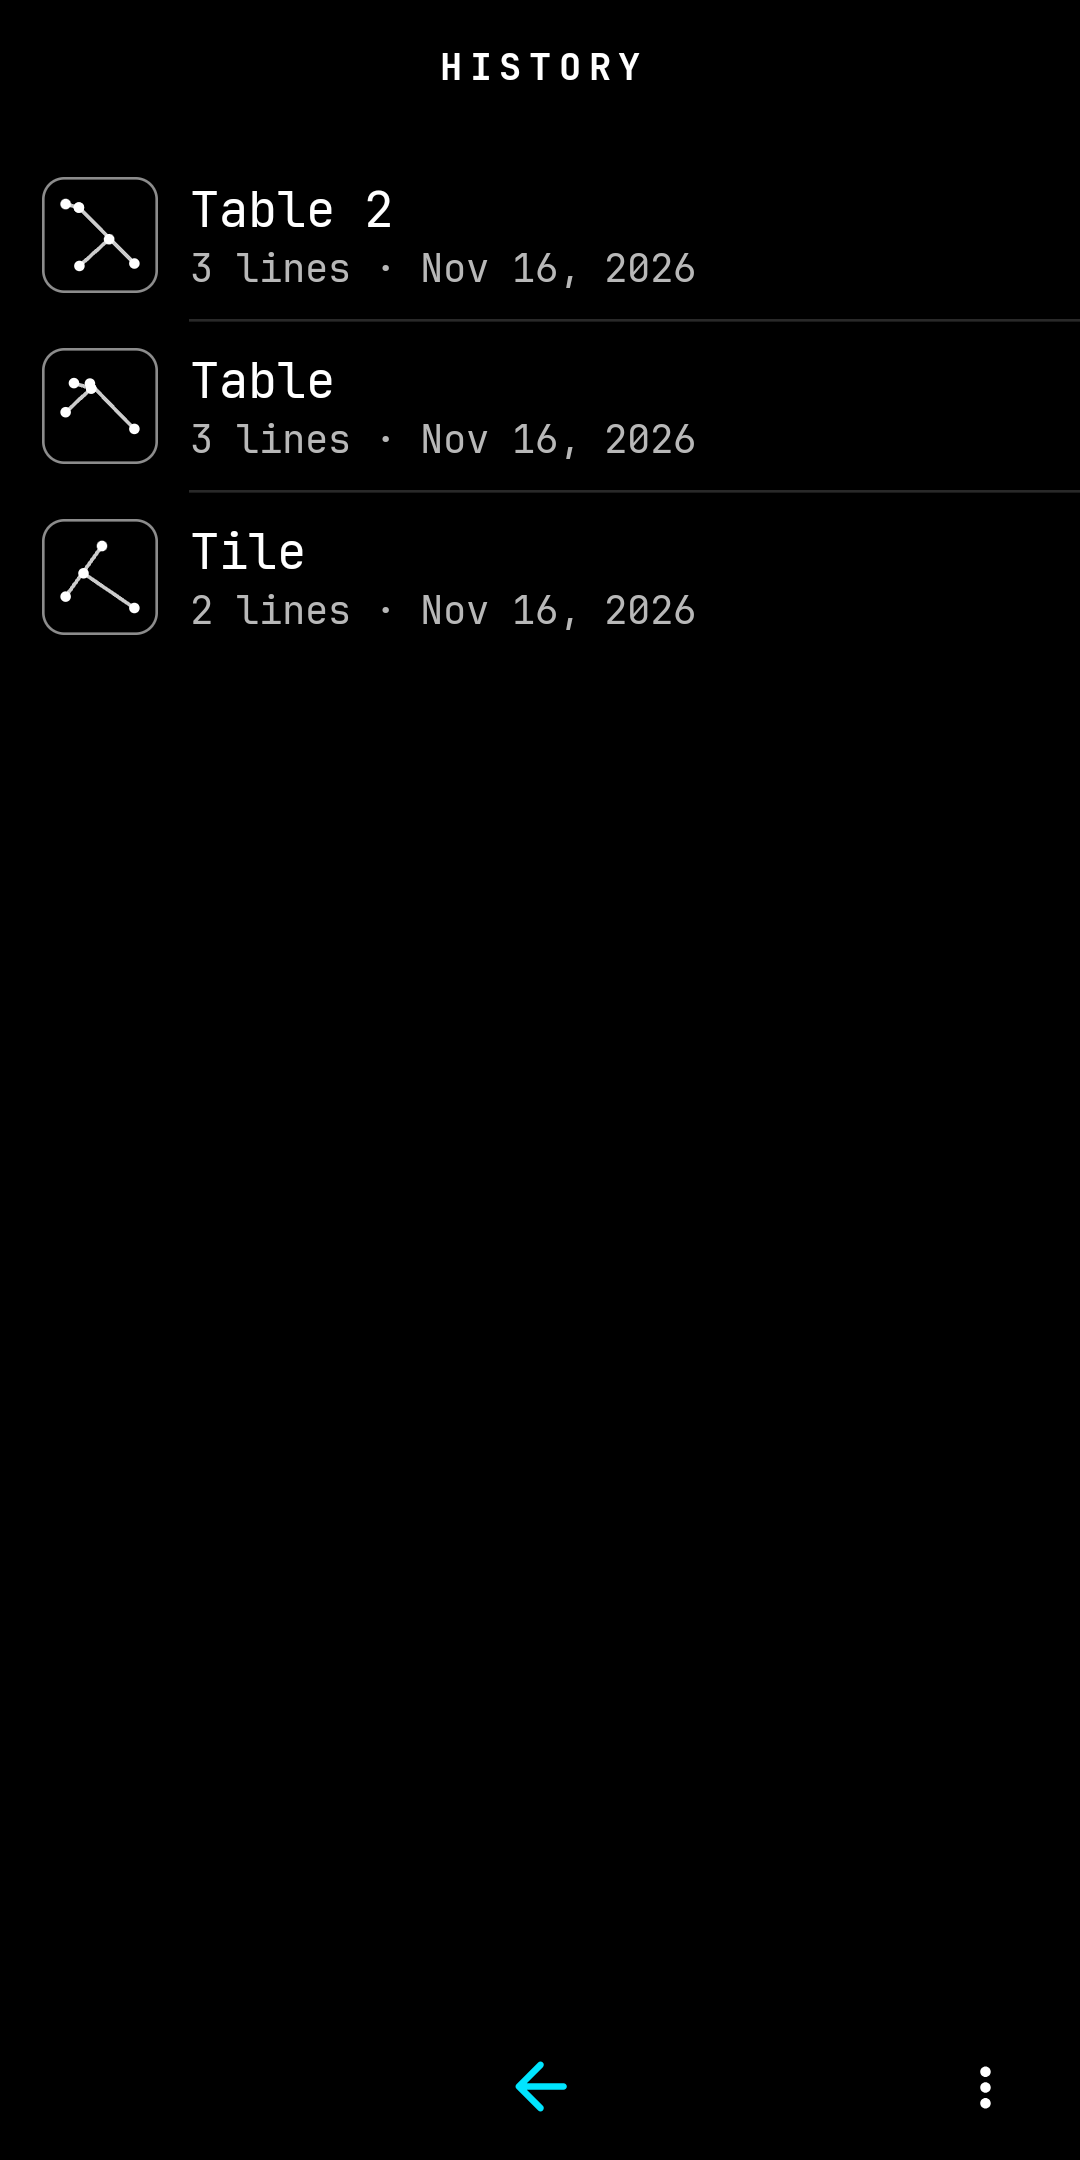 HISTORY
Table 2
3 lines · Nov 16, 2026
Table
3 lines · Nov 16, 2026
Tile
2 lines · Nov 16, 2026